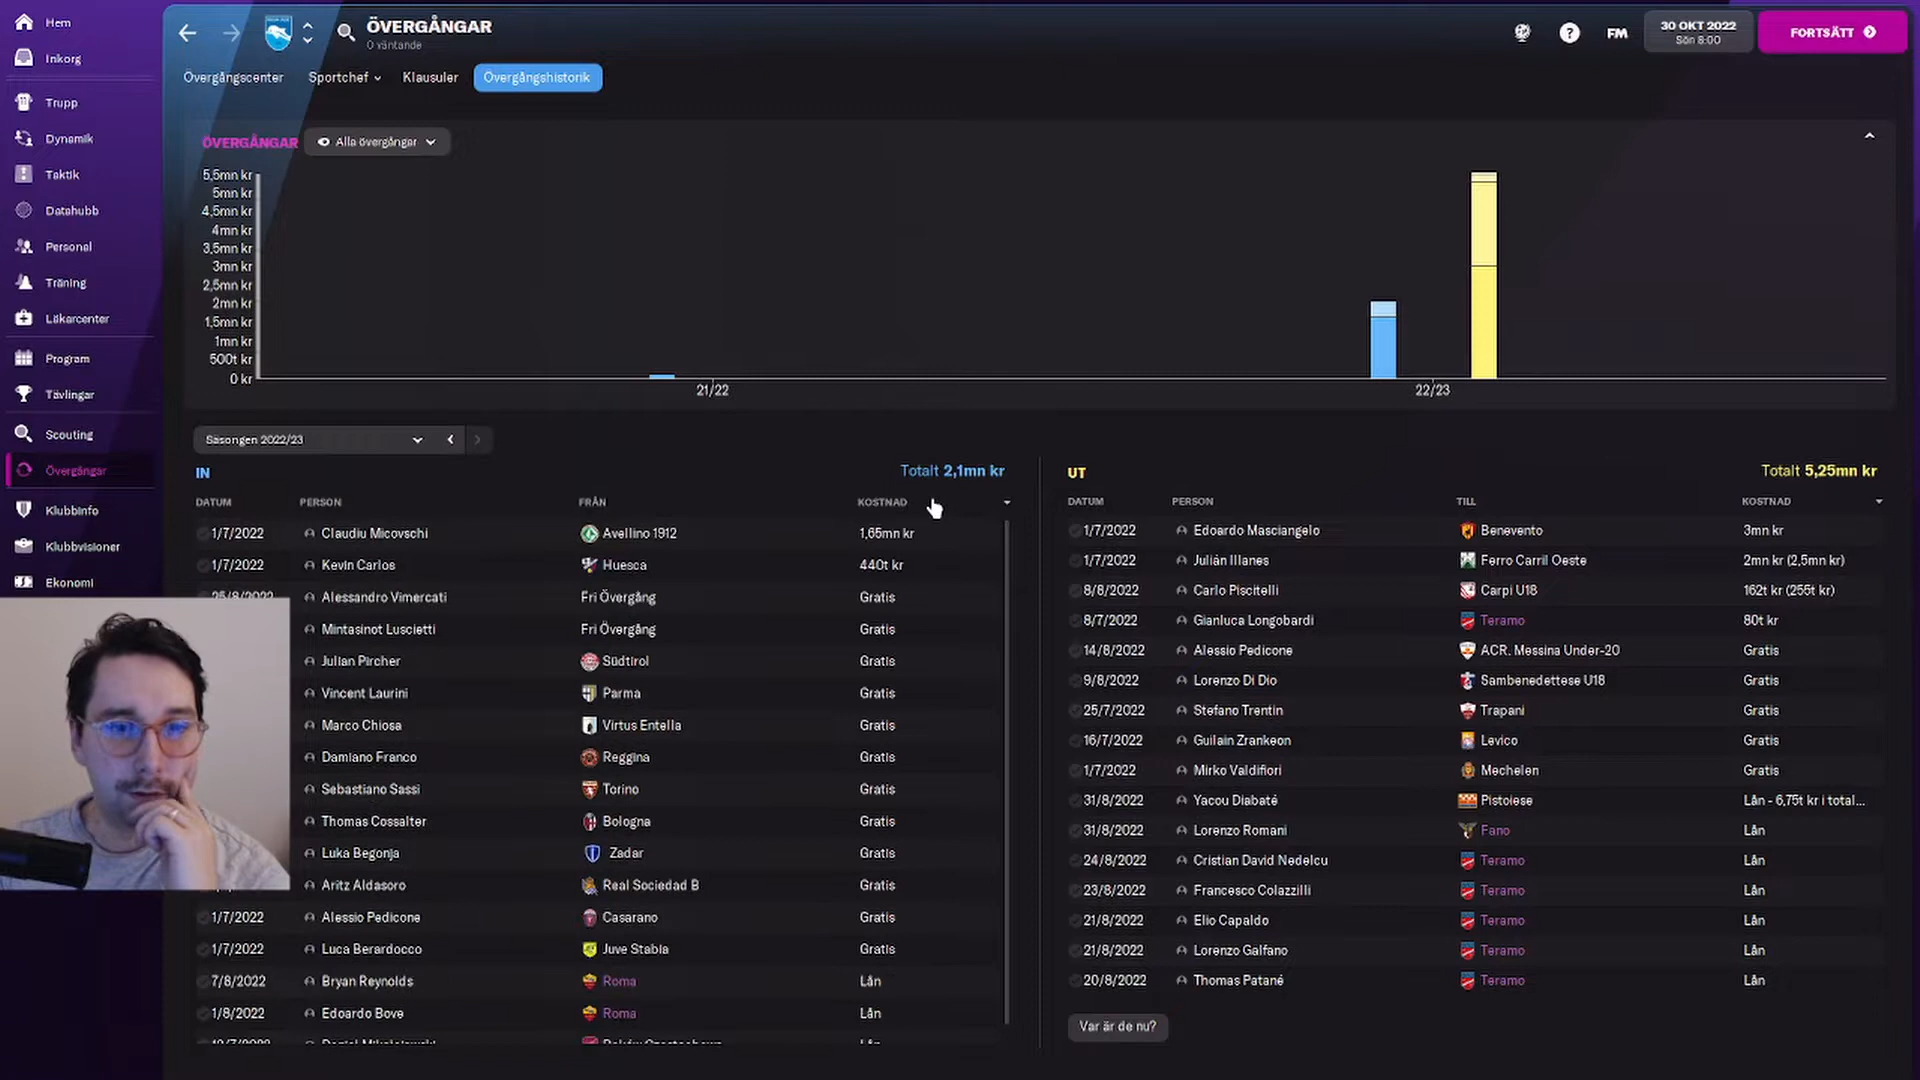 Hem
Inkorg
Trupp
Dynamik
Taktik
Datahubb
Personal
Träning
Läkarcenter
Program
Tävlingar
Scouting
Övergångar
Klubbinfo
Klubbvisioner
Ekonomi
ÖVERGÅNGAR
0 väntande
FM
30 OKT 2022
Sön 8:00
FORTSÄTT
Övergångscenter Sportchef Klausuler Övergångshistorik
ÖVERGÅNGAR Alla övergångar
5,5mn kr
5mn kr
4,5mn kr
4mn kr
3,5mn kr
3mn kr
2,5mn kr
2mn kr
1,5mn kr
1mn kr
500t kr
0 kr
21/22 22/23
Säsongen 2022/23
IN Totalt 2,1mn kr
DATUM PERSON FRÅN KOSTNAD
1/7/2022 Claudiu Micovschi Avellino 1912 1,65mn kr
1/7/2022 Kevin Carlos Huesca 440t kr
25/8/2022 Alessandro Vimercati Fri Övergång Gratis
Mintasinot Luscietti Fri Övergång Gratis
Julian Pircher Südtirol Gratis
Vincent Laurini Parma Gratis
Marco Chiosa Virtus Entella Gratis
Damiano Franco Reggina Gratis
Sebastiano Sassi Torino Gratis
Thomas Cossalter Bologna Gratis
Luka Begonja Zadar Gratis
Aritz Aldasoro Real Sociedad B Gratis
1/7/2022 Alessio Pedicone Casarano Gratis
1/7/2022 Luca Berardocco Juve Stabia Gratis
7/8/2022 Bryan Reynolds Roma Lån
1/8/2022 Edoardo Bove Roma Lån
UT Totalt 5,25mn kr
DATUM PERSON TILL KOSTNAD
1/7/2022 Edoardo Masciangelo Benevento 3mn kr
1/7/2022 Julián Illanes Ferro Carril Oeste 2mn kr (2,5mn kr)
8/8/2022 Carlo Piscitelli Carpi U18 162t kr (255t kr)
8/7/2022 Gianluca Longobardi Teramo 80t kr
14/8/2022 Alessio Pedicone ACR. Messina Under-20 Gratis
9/8/2022 Lorenzo Di Dio Sambenedettese U18 Gratis
25/7/2022 Stefano Trentin Trapani Gratis
16/7/2022 Guilain Zrankeon Levico Gratis
1/7/2022 Mirko Valdifiori Mechelen Gratis
31/8/2022 Yacou Diabaté Pistoiese Lån - 6,75t kr i total...
31/8/2022 Lorenzo Romani Fano Lån
24/8/2022 Cristian David Nedelcu Teramo Lån
23/8/2022 Francesco Colazzilli Teramo Lån
21/8/2022 Elio Capaldo Teramo Lån
21/8/2022 Lorenzo Galfano Teramo Lån
20/8/2022 Thomas Patanè Teramo Lån
Var är de nu?